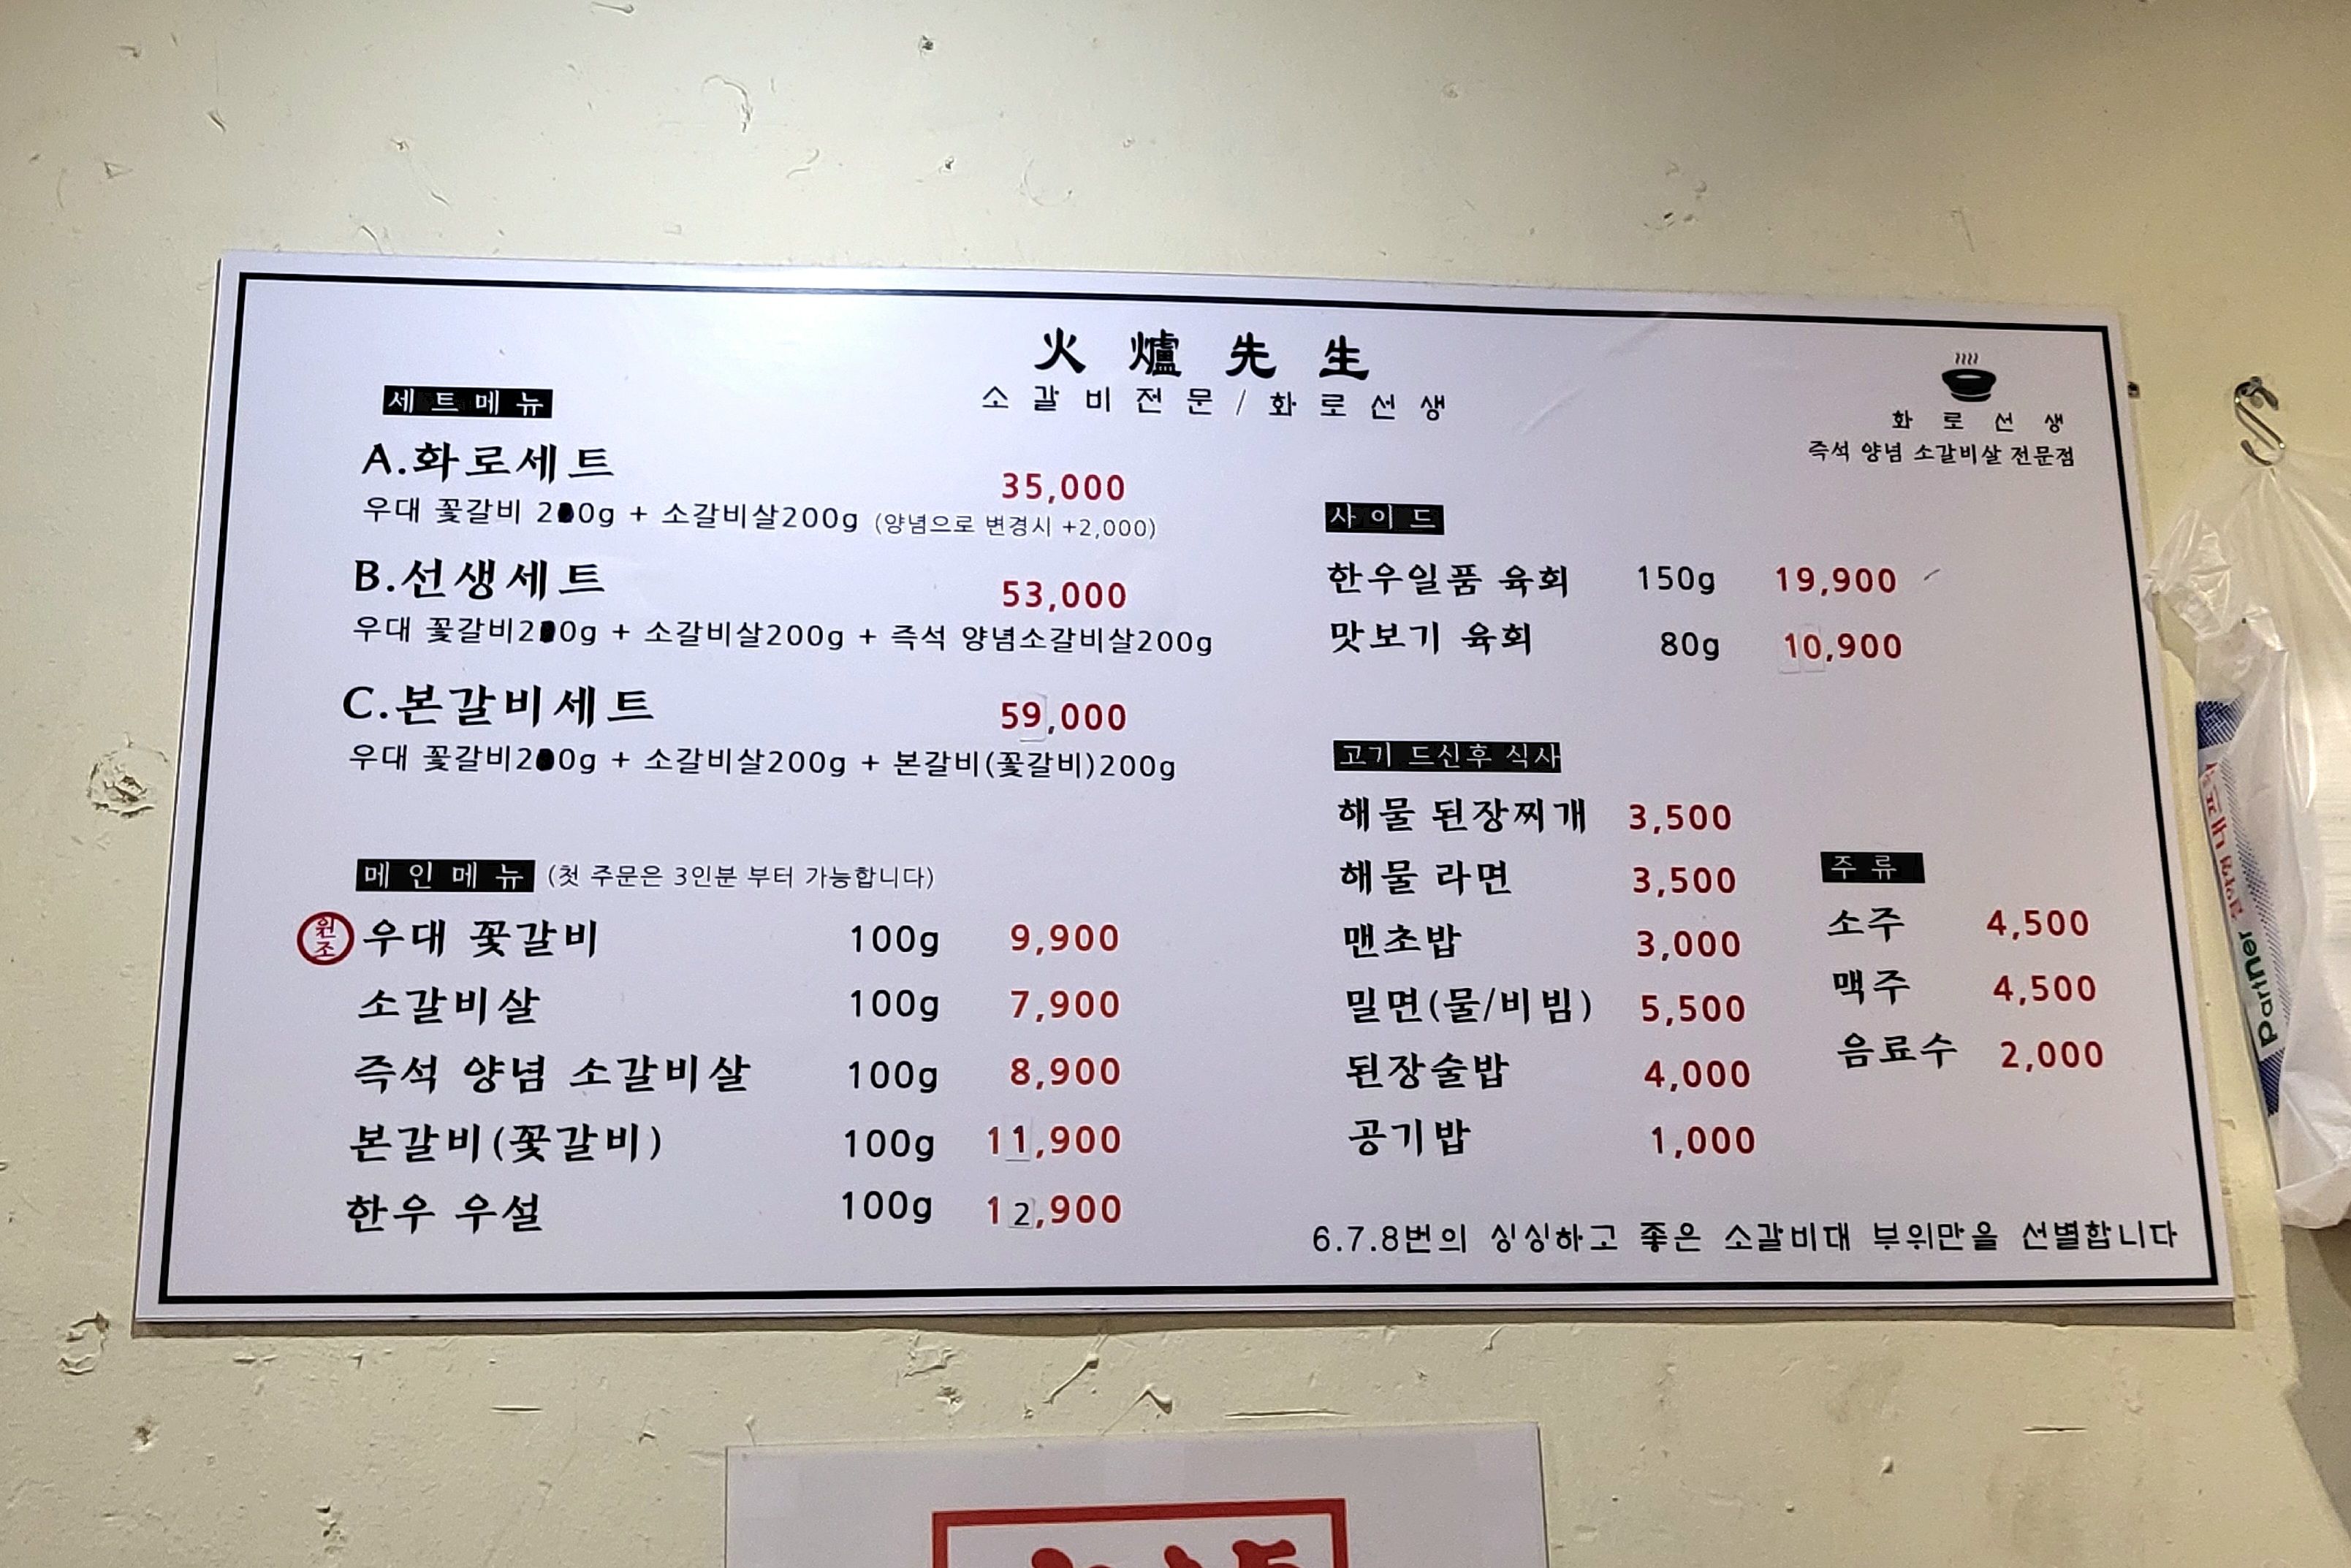 火爐先生
소갈비전문/화로선생
화로선생
즉석 양념 소갈비살 전문점
세트메뉴
A.화로세트 35,000
우대 꽃갈비 200g + 소갈비살200g (양념으로 변경시 +2,000)
B.선생세트 53,000
우대 꽃갈비200g + 소갈비살200g + 즉석 양념소갈비살200g
C.본갈비세트 59,000
우대 꽃갈비200g + 소갈비살200g + 본갈비(꽃갈비)200g
메인메뉴 (첫 주문은 3인분 부터 가능합니다)
원조 우대 꽃갈비 100g 9,900
소갈비살 100g 7,900
즉석 양념 소갈비살 100g 8,900
본갈비(꽃갈비) 100g 11,900
한우 우설 100g 12,900
사이드
한우일품 육회 150g 19,900
맛보기 육회 80g 10,900
고기 드신후 식사
해물 된장찌개 3,500
해물 라면 3,500
맨초밥 3,000
밀면(물/비빔) 5,500
된장술밥 4,000
공기밥 1,000
주류
소주 4,500
맥주 4,500
음료수 2,000
6.7.8번의 싱싱하고 좋은 소갈비대 부위만을 선별합니다
Partner